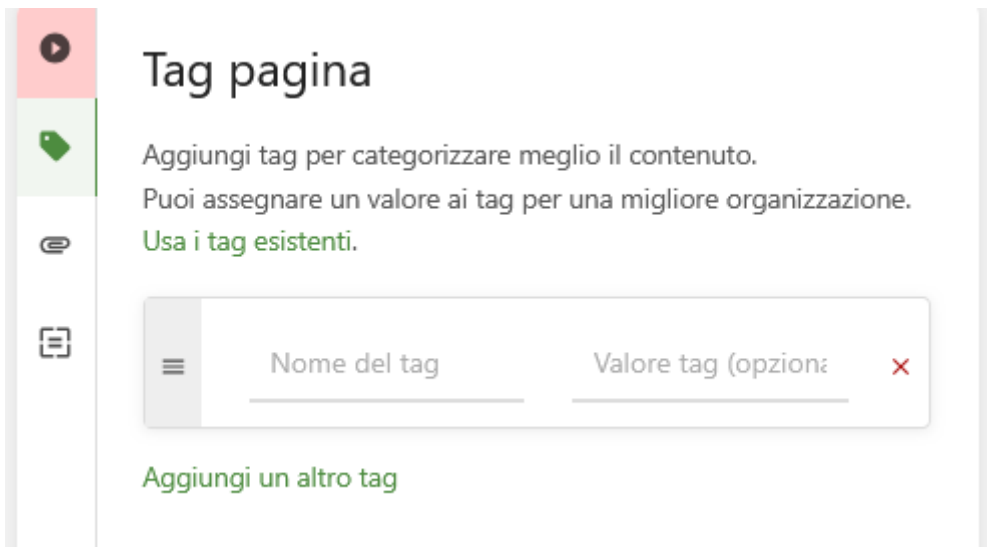 Tag pagina
Aggiungi tag per categorizzare meglio il contenuto.
Puoi assegnare un valore ai tag per una migliore organizzazione.
Usa i tag esistenti.
Nome del tag Valore tag (opziona
Aggiungi un altro tag